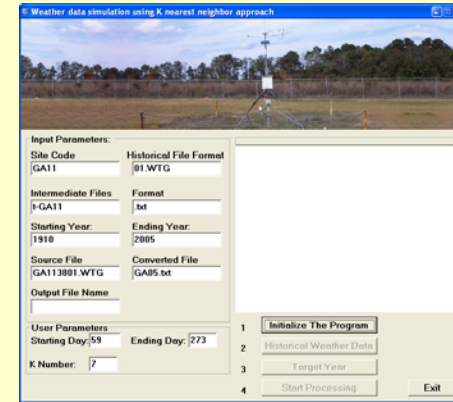 Weather data simulation using K nearest neighbor approach
Input Parameters:
Site Code Historical File Format
GA11 01.WTG
Intermediate Files Format
t-GA11 .txt
Starting Year: Ending Year:
1910 2005
Source File Converted File
GA113801.WTG GA05.txt
Output File Name
User Parameters
Starting Day: 59 Ending Day: 273
K Number: 7
1 Initialize The Program
2 Historical Weather Data
3 Target Year
4 Start Processing
Exit